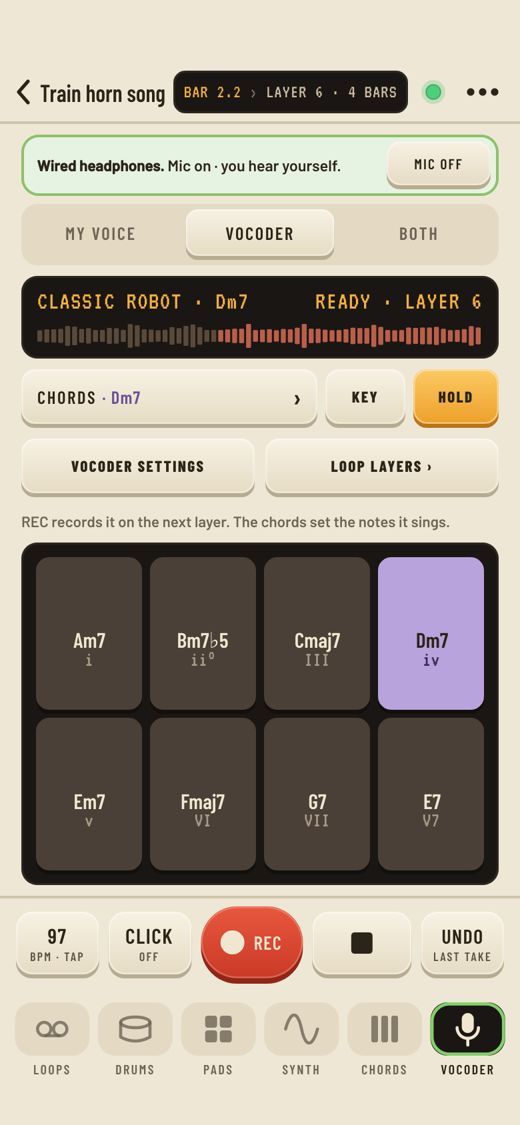 Train horn song
BAR 2.2 › LAYER 6 · 4 BARS
Wired headphones. Mic on · you hear yourself.
MIC OFF
MY VOICE
VOCODER
BOTH
CLASSIC ROBOT · Dm7
READY · LAYER 6
CHORDS · Dm7 ›
KEY
HOLD
VOCODER SETTINGS
LOOP LAYERS ›
REC records it on the next layer. The chords set the notes it sings.
Am7
i
Bm7♭5
ii°
Cmaj7
III
Dm7
iv
Em7
v
Fmaj7
VI
G7
VII
E7
V7
97
BPM · TAP
CLICK
OFF
REC
UNDO
LAST TAKE
LOOPS
DRUMS
PADS
SYNTH
CHORDS
VOCODER